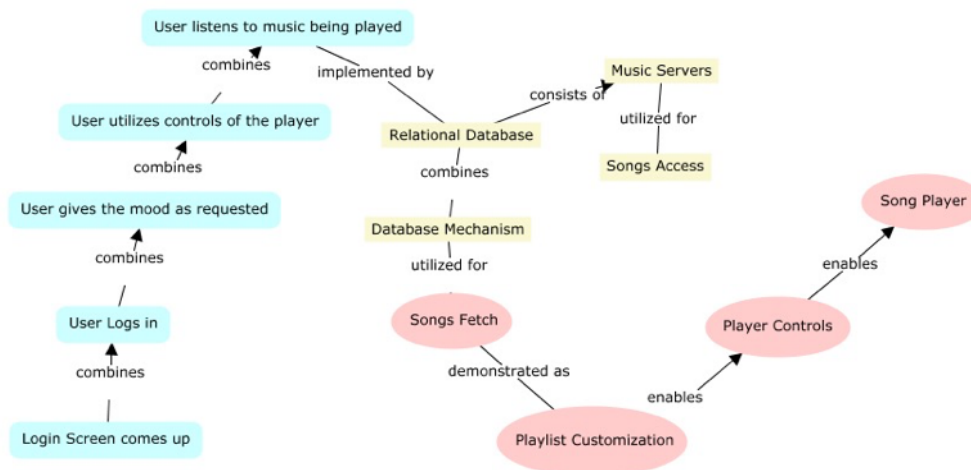 User listens to music being played
combines
implemented by
Music Servers
consists of
User utilizes controls of the player
utilized for
Relational Database
combines
combines
Songs Access
User gives the mood as requested
Song Player
Database Mechanism
combines
utilized for
enables
User Logs in
Songs Fetch
Player Controls
combines
demonstrated as
enables
Login Screen comes up
Playlist Customization